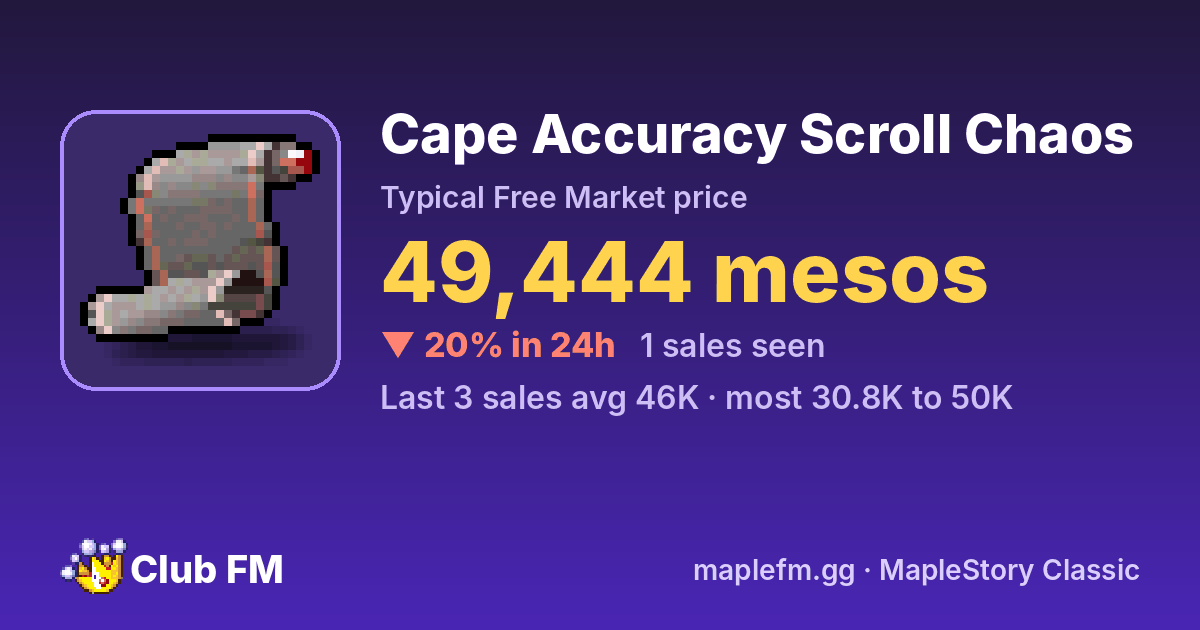 Cape Accuracy Scroll Chaos
Typical Free Market price
49,444 mesos
▼ 20% in 24h 1 sales seen
Last 3 sales avg 46K · most 30.8K to 50K
Club FM
maplefm.gg · MapleStory Classic